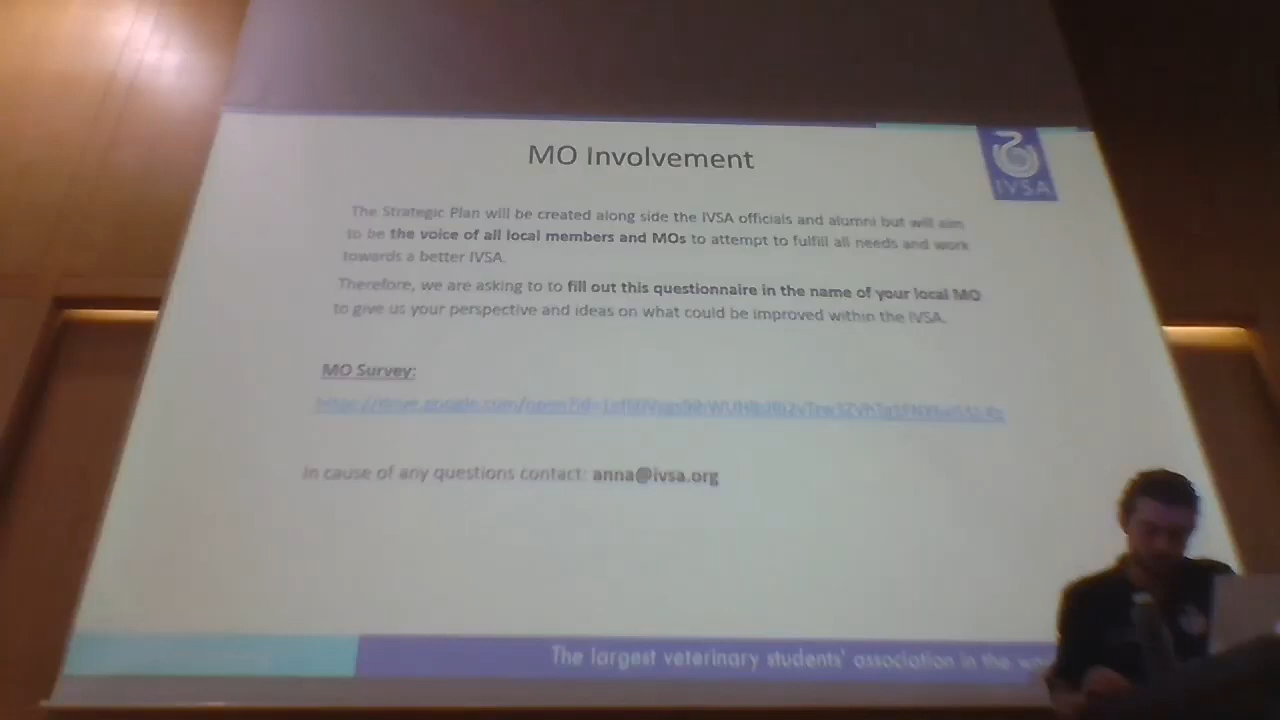 MO Involvement
IVSA
The Strategic Plan will be created along side the IVSA officials and alumni but will aim
to be the voice of all local members and MOs to attempt to fulfill all needs and work
towards a better IVSA.
Therefore, we are asking to to fill out this questionnaire in the name of your local MO
to give us your perspective and ideas on what could be improved within the IVSA.
MO Survey:
In cause of any questions contact: anna@ivsa.org
The largest veterinary students' association in the